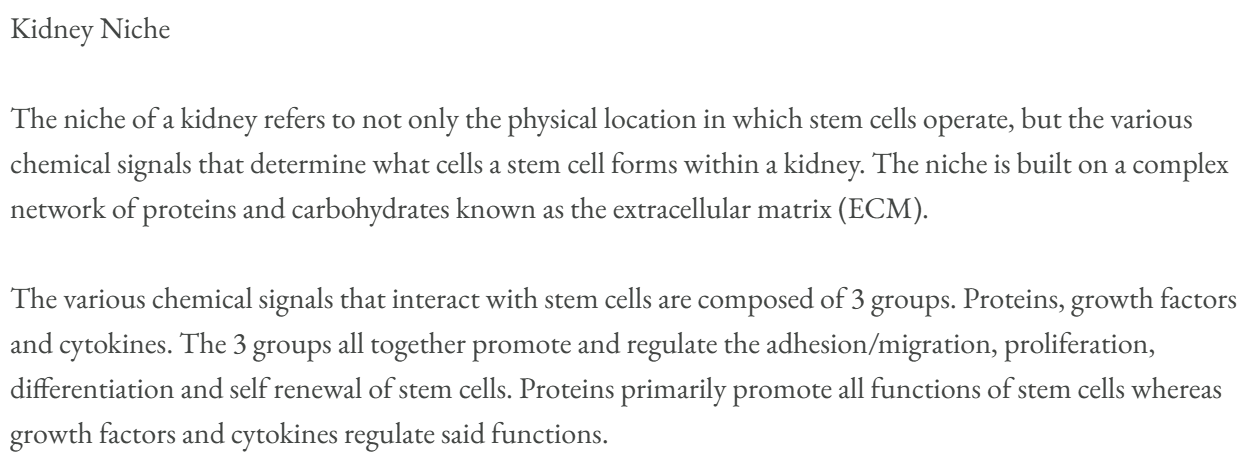 Kidney Niche
The niche of a kidney refers to not only the physical location in which stem cells operate, but the various
chemical signals that determine what cells a stem cell forms within a kidney. The niche is built on a complex
network of proteins and carbohydrates known as the extracellular matrix (ECM).
The various chemical signals that interact with stem cells are composed of 3 groups. Proteins, growth factors
and cytokines. The 3 groups all together promote and regulate the adhesion/migration, proliferation,
differentiation and self renewal of stem cells. Proteins primarily promote all functions of stem cells whereas
growth factors and cytokines regulate said functions.